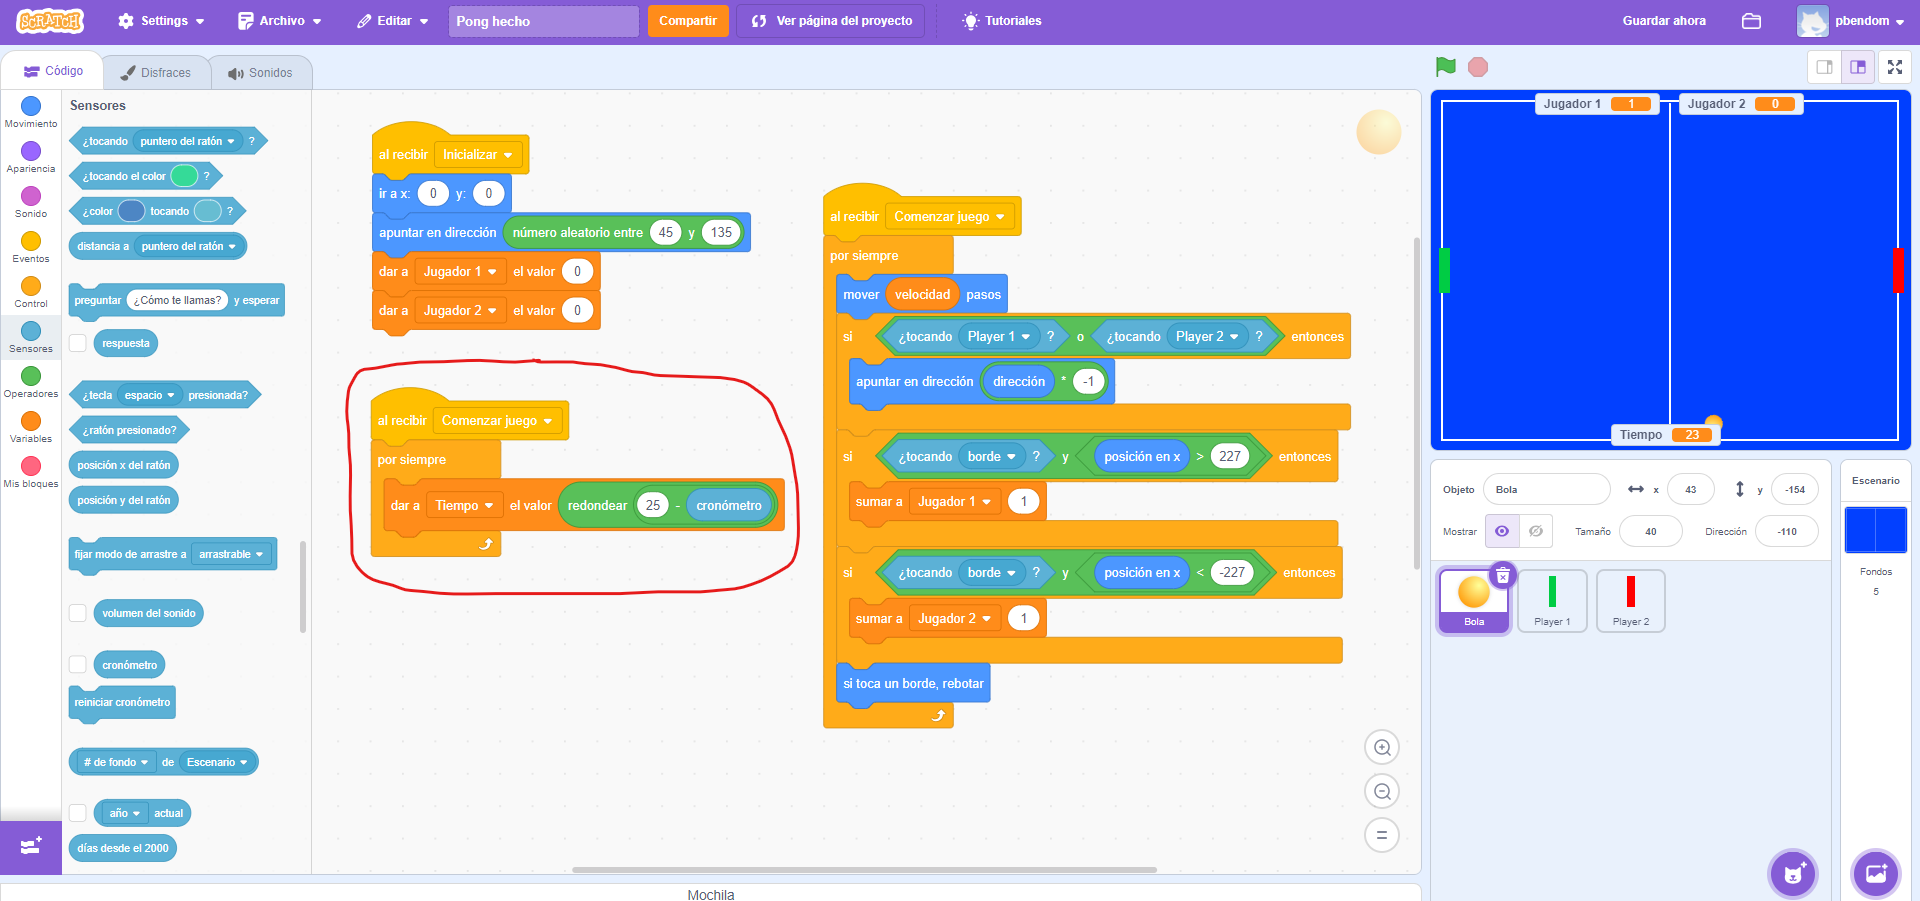 SCRATCH
Settings
Archivo
Editar
Pong hecho
Compartir
Ver página del proyecto
Tutoriales
Guardar ahora
pbendom
Código
Disfraces
Sonidos
Movimiento
Apariencia
Sonido
Eventos
Control
Sensores
Operadores
Variables
Mis bloques
Sensores
¿tocando puntero del ratón ?
¿tocando el color ?
¿color tocando ?
distancia a puntero del ratón
preguntar ¿Cómo te llamas? y esperar
respuesta
¿tecla espacio presionada?
¿ratón presionado?
posición x del ratón
posición y del ratón
fijar modo de arrastre a arrastrable
volumen del sonido
cronómetro
reiniciar cronómetro
# de fondo de Escenario
año actual
días desde el 2000
al recibir Inicializar
ir a x: 0 y: 0
apuntar en dirección número aleatorio entre 45 y 135
dar a Jugador 1 el valor 0
dar a Jugador 2 el valor 0
al recibir Comenzar juego
por siempre
dar a Tiempo el valor redondear 25 - cronómetro
al recibir Comenzar juego
por siempre
mover velocidad pasos
si ¿tocando Player 1 ? o ¿tocando Player 2 ? entonces
apuntar en dirección dirección * -1
si ¿tocando borde ? y posición en x > 227 entonces
sumar a Jugador 1 1
si ¿tocando borde ? y posición en x < -227 entonces
sumar a Jugador 2 1
si toca un borde, rebotar
Mochila
Jugador 1 1
Jugador 2 0
Tiempo 23
Objeto Bola x 43 y -154
Mostrar Tamaño 40 Dirección -110
Bola
Player 1
Player 2
Escenario
Fondos
5